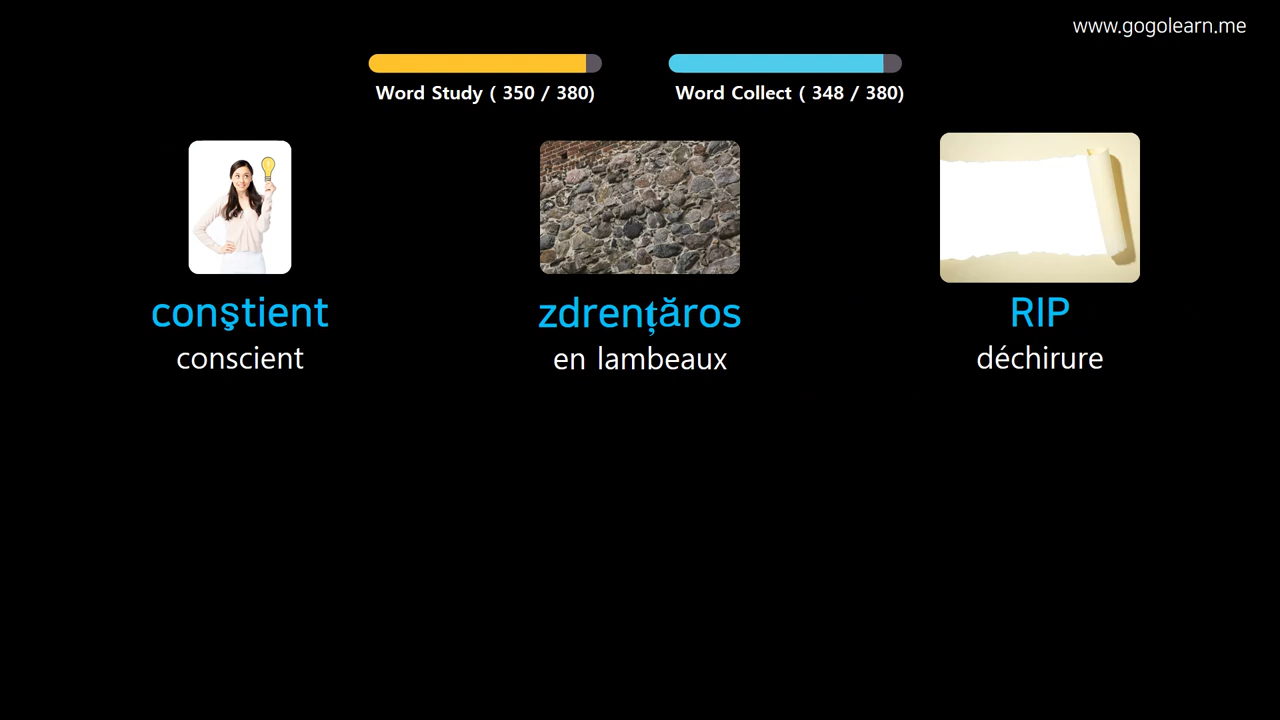 www.gogolearn.me
Word Study ( 350 / 380)
Word Collect ( 348 / 380)
conştient
zdrenţăros
RIP
conscient
en lambeaux
déchirure